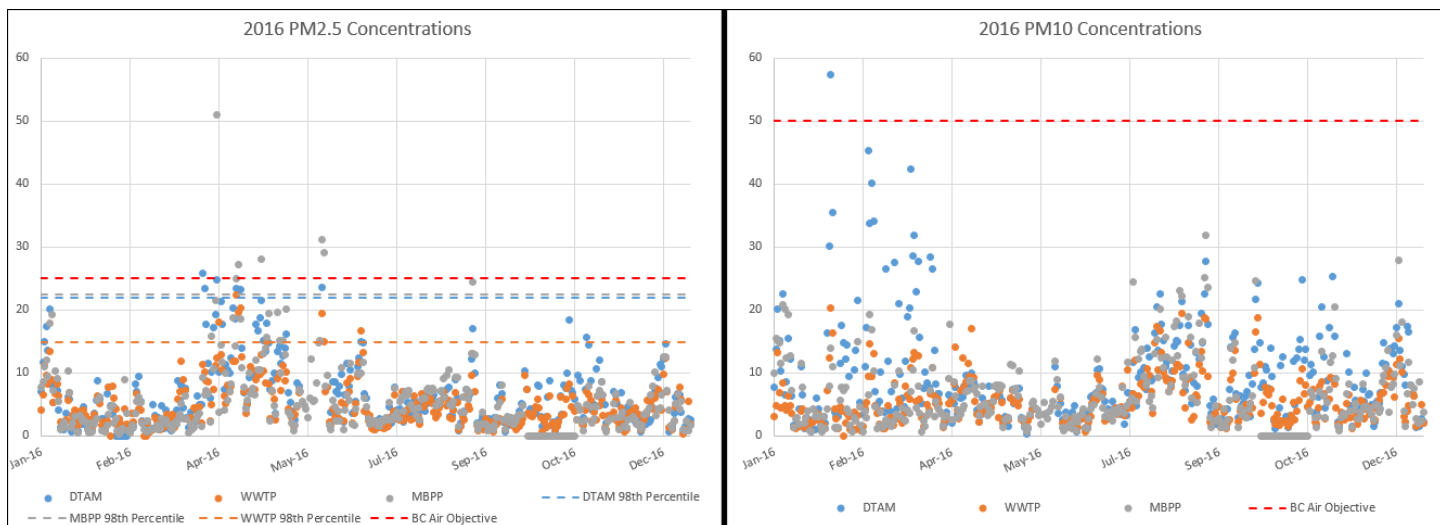 2016 PM2.5 Concentrations
60
50
40
30
20
10
0
Jan-16 Feb-16 Apr-16 May-16 Jul-16 Sep-16 Oct-16 Dec-16
DTAM WWTP MBPP DTAM 98th Percentile
MBPP 98th Percentile WWTP 98th Percentile BC Air Objective
2016 PM10 Concentrations
60
50
40
30
20
10
0
Jan-16 Feb-16 Apr-16 May-16 Jul-16 Sep-16 Oct-16 Dec-16
DTAM WWTP MBPP BC Air Objective